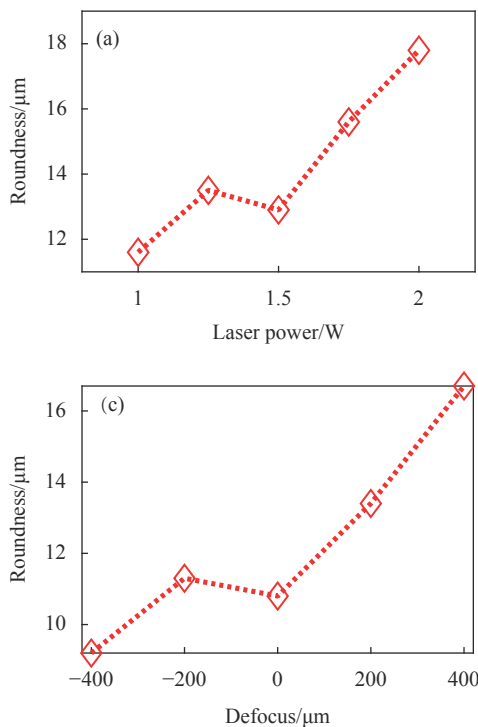 (a)
18
16
14
12
Roundness/μm
1 1.5 2
Laser power/W
(c)
16
14
12
10
Roundness/μm
−400 −200 0 200 400
Defocus/μm